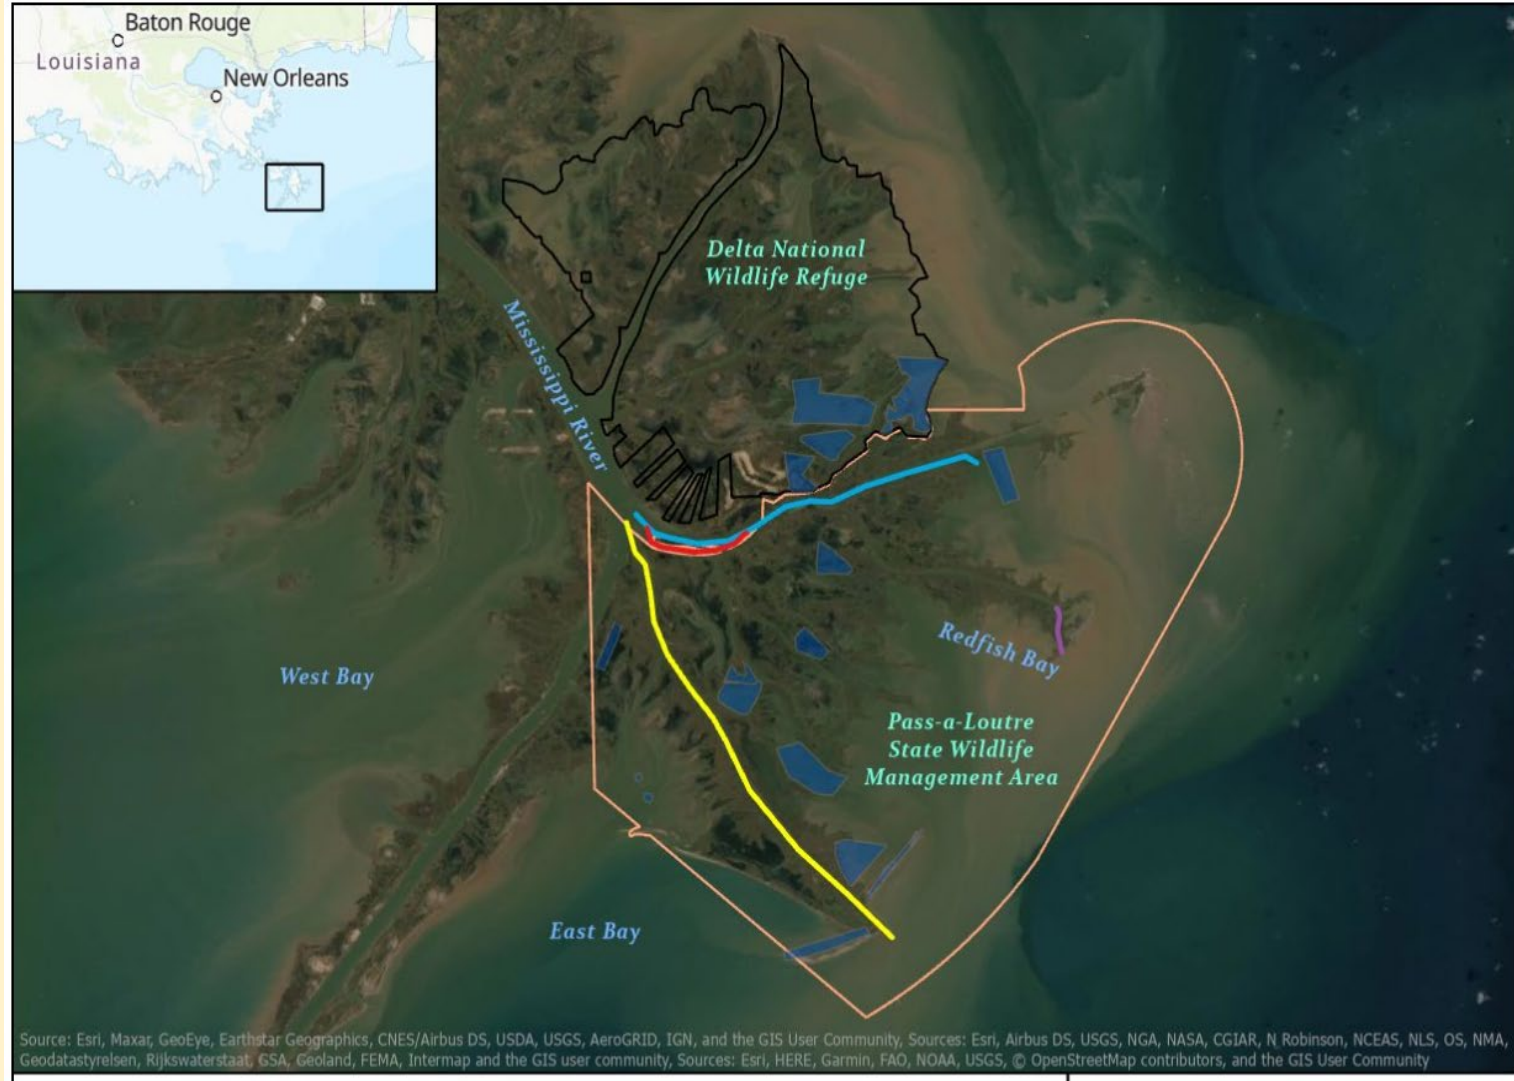 Baton Rouge
Louisiana
New Orleans
Delta National
Wildlife Refuge
Mississippi River
Redfish Bay
West Bay
Pass-a-Loutre
State Wildlife
Management Area
East Bay
Source: Esri, Maxar, GeoEye, Earthstar Geographics, CNES/Airbus DS, USDA, USGS, AeroGRID, IGN, and the GIS User Community, Sources: Esri, Airbus DS, USGS, NGA, NASA, CGIAR, N Robinson, NCEAS, NLS, OS, NMA,
Geodatastyrelsen, Rijkswaterstaat, GSA, Geoland, FEMA, Intermap and the GIS user community, Sources: Esri, HERE, Garmin, FAO, NOAA, USGS, © OpenStreetMap contributors, and the GIS User Community